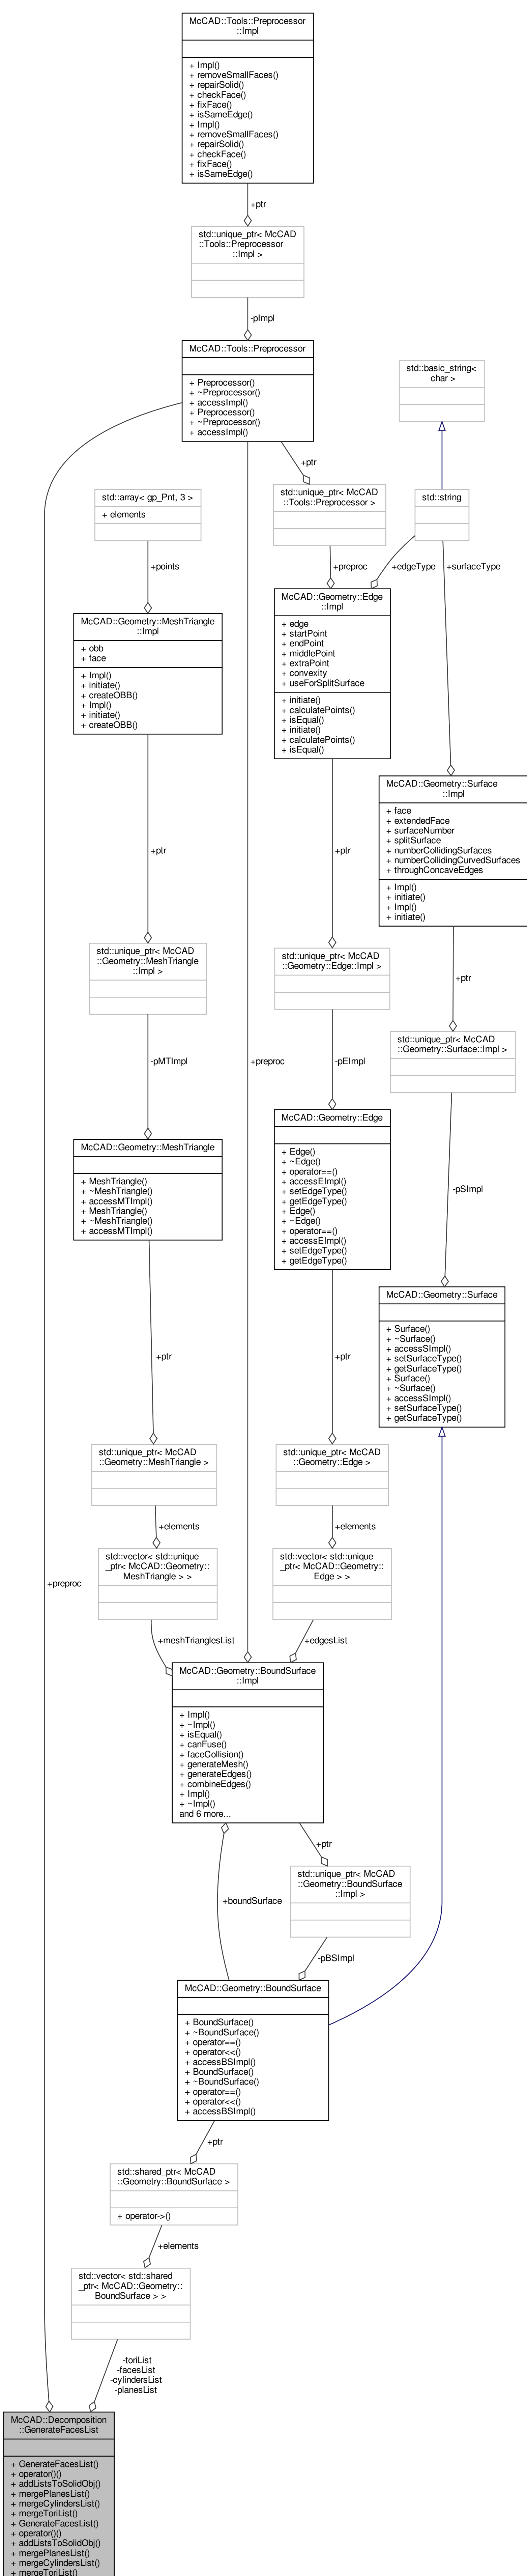 McCAD::Tools::Preprocessor
::Impl
+ Impl()
+ removeSmallFaces()
+ repairSolid()
+ checkFace()
+ fixFace()
+ isSameEdge()
+ Impl()
+ removeSmallFaces()
+ repairSolid()
+ checkFace()
+ fixFace()
+ isSameEdge()
+ptr
std::unique_ptr< McCAD
::Tools::Preprocessor
::Impl >
-pImpl
McCAD::Tools::Preprocessor
+ Preprocessor()
+ ~Preprocessor()
+ accessImpl()
+ Preprocessor()
+ ~Preprocessor()
+ accessImpl()
std::basic_string<
char >
+ptr
std::array< gp_Pnt, 3 >
+ elements
std::unique_ptr< McCAD
::Tools::Preprocessor >
std::string
+points
+preproc
+edgeType
+surfaceType
McCAD::Geometry::MeshTriangle
::Impl
+ obb
+ face
+ Impl()
+ initiate()
+ createOBB()
+ Impl()
+ initiate()
+ createOBB()
McCAD::Geometry::Edge
::Impl
+ edge
+ startPoint
+ endPoint
+ middlePoint
+ extraPoint
+ convexity
+ useForSplitSurface
+ initiate()
+ calculatePoints()
+ isEqual()
+ initiate()
+ calculatePoints()
+ isEqual()
McCAD::Geometry::Surface
::Impl
+ face
+ extendedFace
+ surfaceNumber
+ splitSurface
+ numberCollidingSurfaces
+ numberCollidingCurvedSurfaces
+ throughConcaveEdges
+ Impl()
+ initiate()
+ Impl()
+ initiate()
+ptr
+ptr
+ptr
std::unique_ptr< McCAD
::Geometry::MeshTriangle
::Impl >
std::unique_ptr< McCAD
::Geometry::Edge::Impl >
std::unique_ptr< McCAD
::Geometry::Surface::Impl >
-pMTImpl
+preproc
-pEImpl
-pSImpl
McCAD::Geometry::MeshTriangle
+ MeshTriangle()
+ ~MeshTriangle()
+ accessMTImpl()
+ MeshTriangle()
+ ~MeshTriangle()
+ accessMTImpl()
McCAD::Geometry::Edge
+ Edge()
+ ~Edge()
+ operator==()
+ accessEImpl()
+ setEdgeType()
+ getEdgeType()
+ Edge()
+ ~Edge()
+ operator==()
+ accessEImpl()
+ setEdgeType()
+ getEdgeType()
McCAD::Geometry::Surface
+ Surface()
+ ~Surface()
+ accessSImpl()
+ setSurfaceType()
+ getSurfaceType()
+ Surface()
+ ~Surface()
+ accessSImpl()
+ setSurfaceType()
+ getSurfaceType()
+ptr
+ptr
std::unique_ptr< McCAD
::Geometry::MeshTriangle >
std::unique_ptr< McCAD
::Geometry::Edge >
+elements
+elements
std::vector< std::unique
_ptr< McCAD::Geometry::
MeshTriangle > >
std::vector< std::unique
_ptr< McCAD::Geometry::
Edge > >
+preproc
+meshTrianglesList
+edgesList
McCAD::Geometry::BoundSurface
::Impl
+ Impl()
+ ~Impl()
+ isEqual()
+ canFuse()
+ faceCollision()
+ generateMesh()
+ generateEdges()
+ combineEdges()
+ Impl()
+ ~Impl()
and 6 more...
+ptr
std::unique_ptr< McCAD
::Geometry::BoundSurface
::Impl >
+boundSurface
-pBSImpl
McCAD::Geometry::BoundSurface
+ BoundSurface()
+ ~BoundSurface()
+ operator==()
+ operator<<()
+ accessBSImpl()
+ BoundSurface()
+ ~BoundSurface()
+ operator==()
+ operator<<()
+ accessBSImpl()
+ptr
std::shared_ptr< McCAD
::Geometry::BoundSurface >
+ operator->()
+elements
std::vector< std::shared
_ptr< McCAD::Geometry::
BoundSurface > >
-toriList
-facesList
-cylindersList
-planesList
McCAD::Decomposition
::GenerateFacesList
+ GenerateFacesList()
+ operator()()
+ addListsToSolidObj()
+ mergePlanesList()
+ mergeCylindersList()
+ mergeToriList()
+ GenerateFacesList()
+ operator()()
+ addListsToSolidObj()
+ mergePlanesList()
+ mergeCylindersList()
+ mergeToriList()